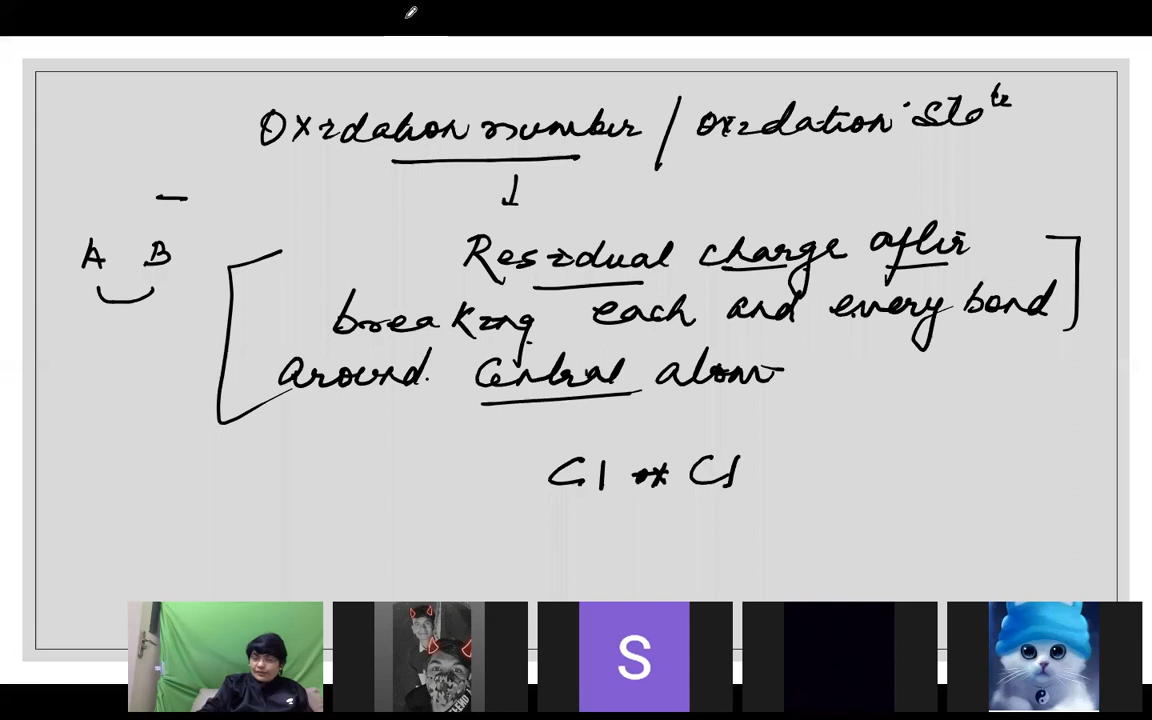 Oxidation number / oxidation state
↓
A B
Residual charge after
breaking each and every bond
around central atom
Cl •× Cl
S